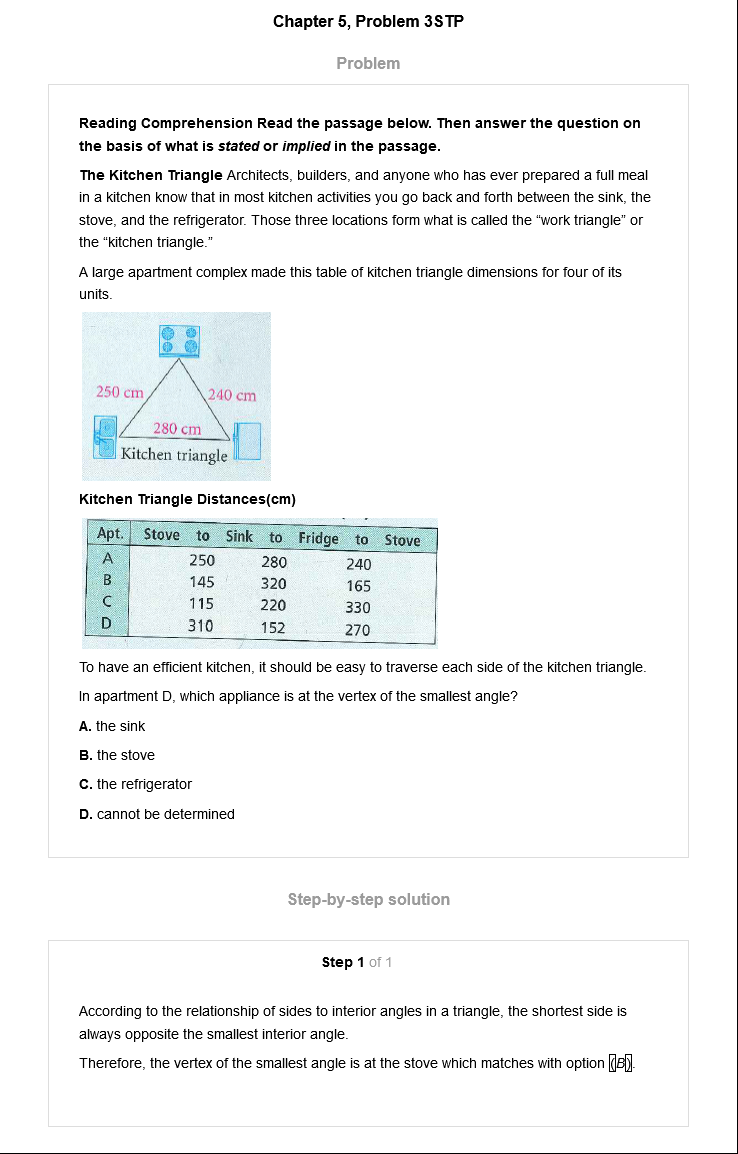 Chapter 5, Problem 3STP
Problem
Reading Comprehension Read the passage below. Then answer the question on
the basis of what is stated or implied in the passage.
The Kitchen Triangle Architects, builders, and anyone who has ever prepared a full meal
in a kitchen know that in most kitchen activities you go back and forth between the sink, the
stove, and the refrigerator. Those three locations form what is called the “work triangle” or
the “kitchen triangle.”
A large apartment complex made this table of kitchen triangle dimensions for four of its
units.
250 cm 240 cm
280 cm
Kitchen triangle
Kitchen Triangle Distances(cm)
Apt. Stove to Sink to Fridge to Stove
A 250 280 240
B 145 320 165
C 115 220 330
D 310 152 270
To have an efficient kitchen, it should be easy to traverse each side of the kitchen triangle.
In apartment D, which appliance is at the vertex of the smallest angle?
A. the sink
B. the stove
C. the refrigerator
D. cannot be determined
Step-by-step solution
Step 1 of 1
According to the relationship of sides to interior angles in a triangle, the shortest side is
always opposite the smallest interior angle.
Therefore, the vertex of the smallest angle is at the stove which matches with option (B).